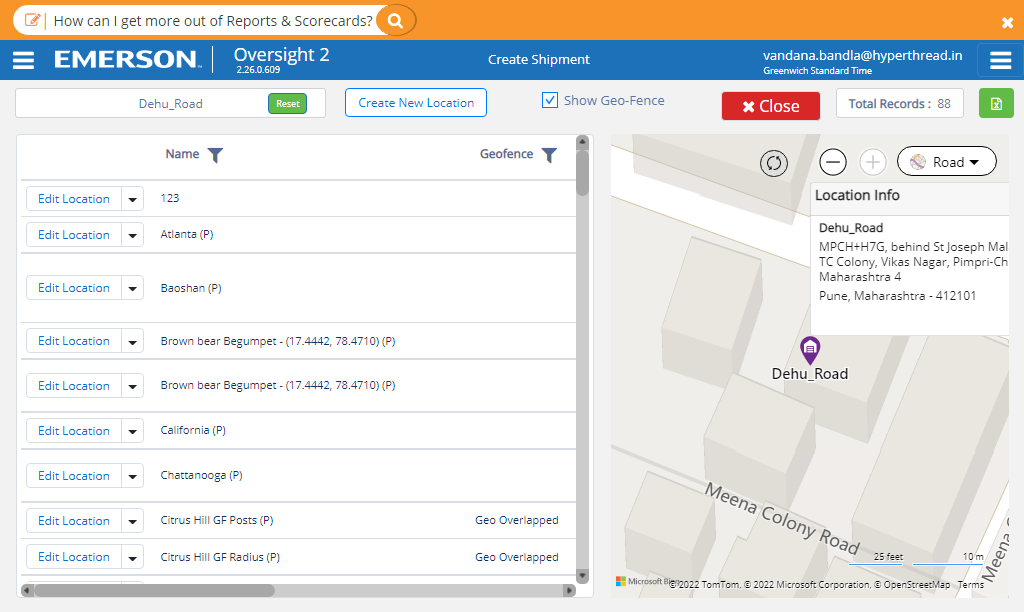 How can I get more out of Reports & Scorecards?
EMERSON
Oversight 2
2.26.0.609
Create Shipment
vandana.bandla@hyperthread.in
Greenwich Standard Time
Dehu_Road
Reset
Create New Location
Show Geo-Fence
Close
Total Records : 88
Name
Geofence
Edit Location 123
Edit Location Atlanta (P)
Edit Location Baoshan (P)
Edit Location Brown bear Begumpet - (17.4442, 78.4710) (P)
Edit Location Brown bear Begumpet - (17.4442, 78.4710) (P)
Edit Location California (P)
Edit Location Chattanooga (P)
Edit Location Citrus Hill GF Posts (P) Geo Overlapped
Edit Location Citrus Hill GF Radius (P) Geo Overlapped
Road
Location Info
Dehu_Road
MPCH+H7G, behind St Joseph Mal
TC Colony, Vikas Nagar, Pimpri-Ch
Maharashtra 4
Pune, Maharashtra - 412101
Dehu_Road
Meena Colony Road
Meena
25 feet
10 m
Microsoft Bing
© 2022 TomTom, © 2022 Microsoft Corporation, © OpenStreetMap Terms